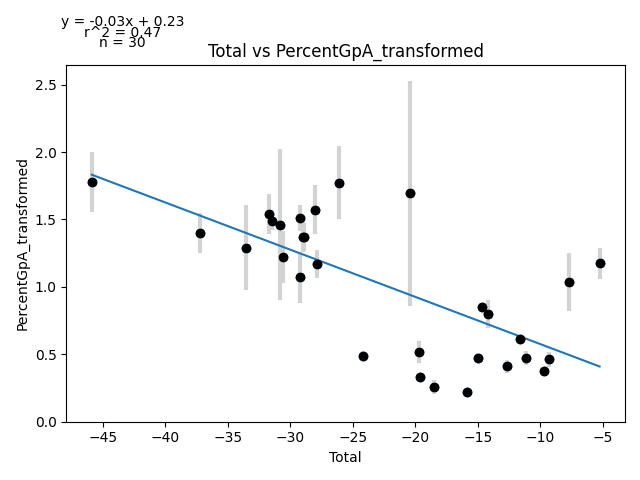 y = -0.03x + 0.23
r^2 = 0.47
n = 30
Total vs PercentGpA_transformed
PercentGpA_transformed
2.5
2.0
1.5
1.0
0.5
0.0
−45
−40
−35
−30
−25
−20
−15
−10
−5
Total